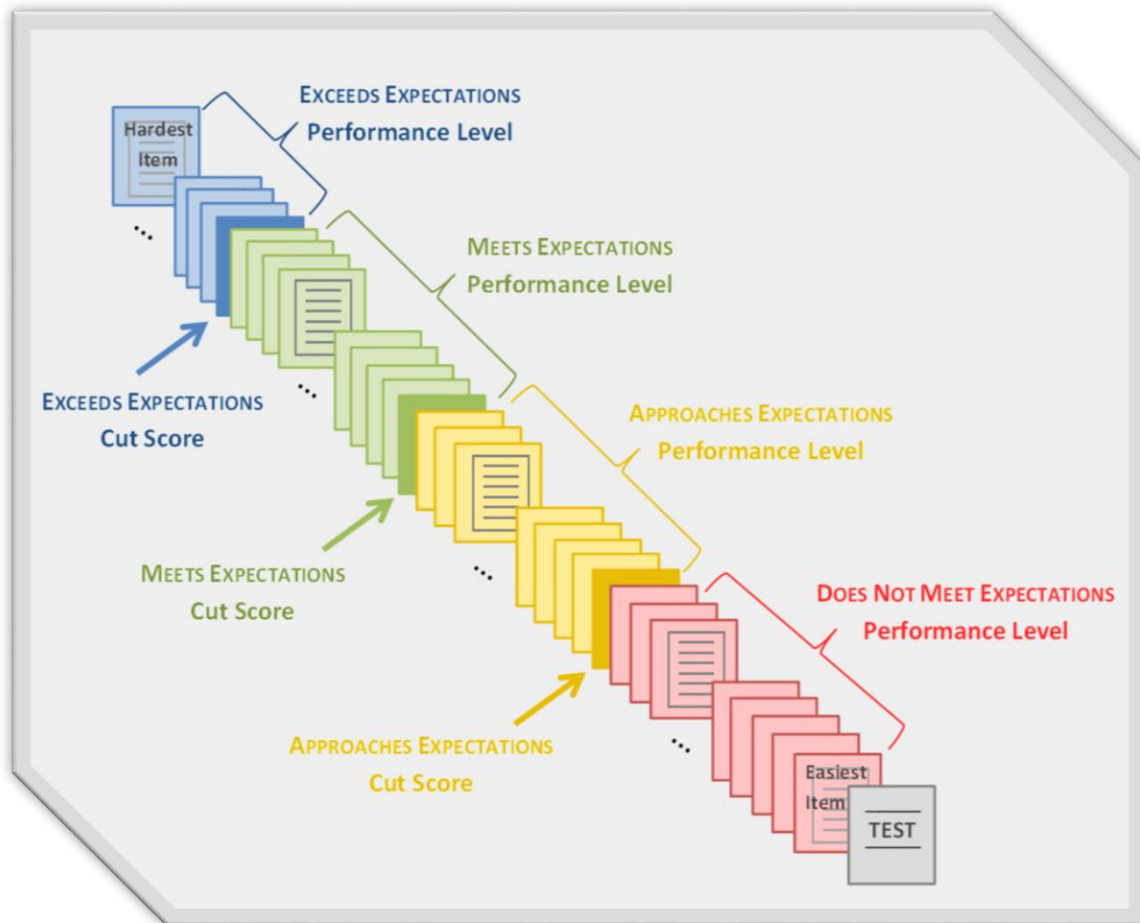 EXCEEDS EXPECTATIONS
Performance Level
Hardest
Item
...
MEETS EXPECTATIONS
Performance Level
EXCEEDS EXPECTATIONS
Cut Score
...
APPROACHES EXPECTATIONS
Performance Level
MEETS EXPECTATIONS
Cut Score
...
DOES NOT MEET EXPECTATIONS
Performance Level
APPROACHES EXPECTATIONS
Cut Score
...
Easiest
Item
TEST